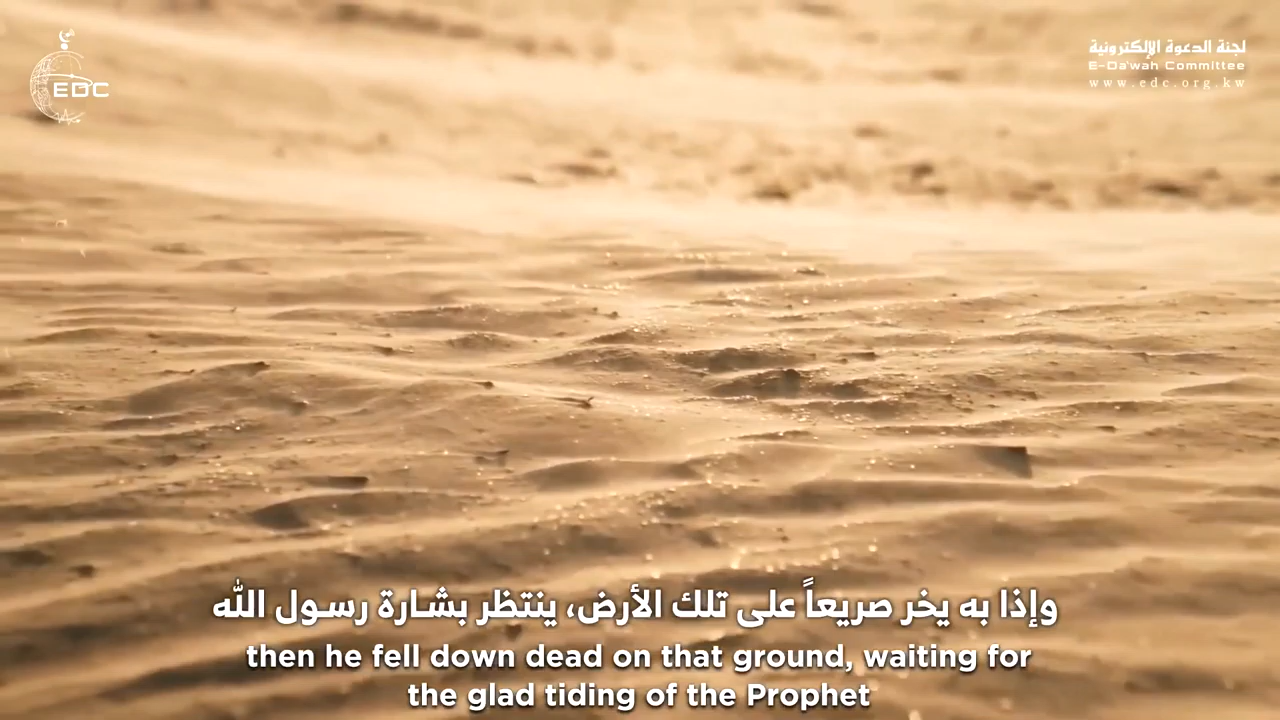 EDC
لجنة الدعوة الإلكترونية
E-Da'wah Committee
www.edc.org.kw
وإذا به يخر صريعاً على تلك الأرض، ينتظر بشارة رسول الله
then he fell down dead on that ground, waiting for
the glad tiding of the Prophet